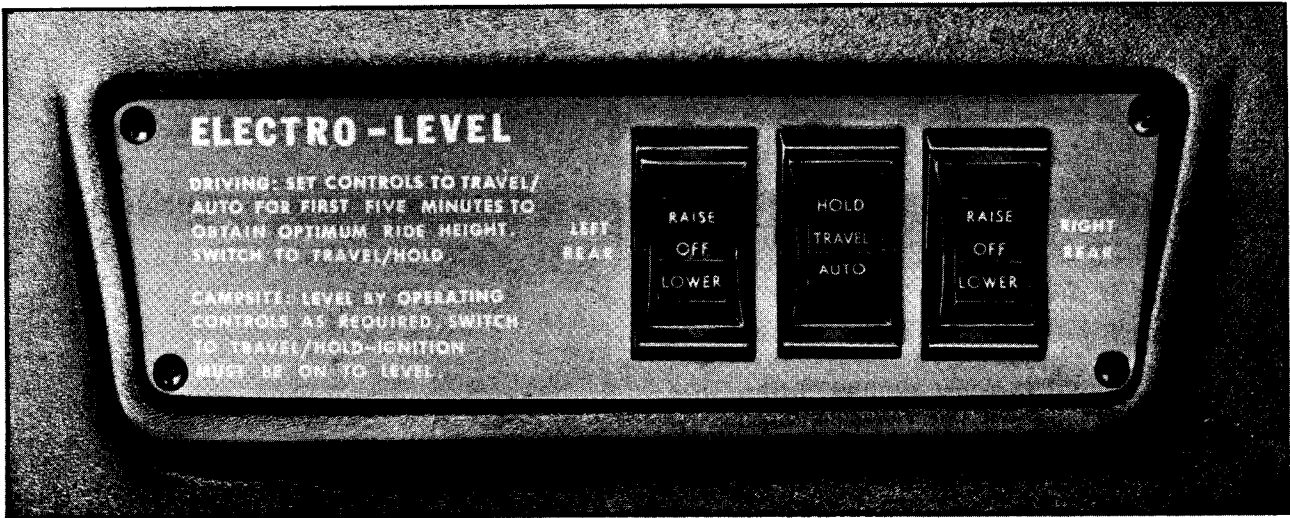 ELECTRO-LEVEL
DRIVING: SET CONTROLS TO TRAVEL/
AUTO FOR FIRST FIVE MINUTES TO
OBTAIN OPTIMUM RIDE HEIGHT.
SWITCH TO TRAVEL/HOLD.
CAMPSITE: LEVEL BY OPERATING
CONTROLS AS REQUIRED, SWITCH
TO TRAVEL/HOLD-IGNITION
MUST BE ON TO LEVEL.
LEFT
REAR
RAISE
OFF
LOWER
HOLD
TRAVEL
AUTO
RAISE
OFF
LOWER
RIGHT
REAR